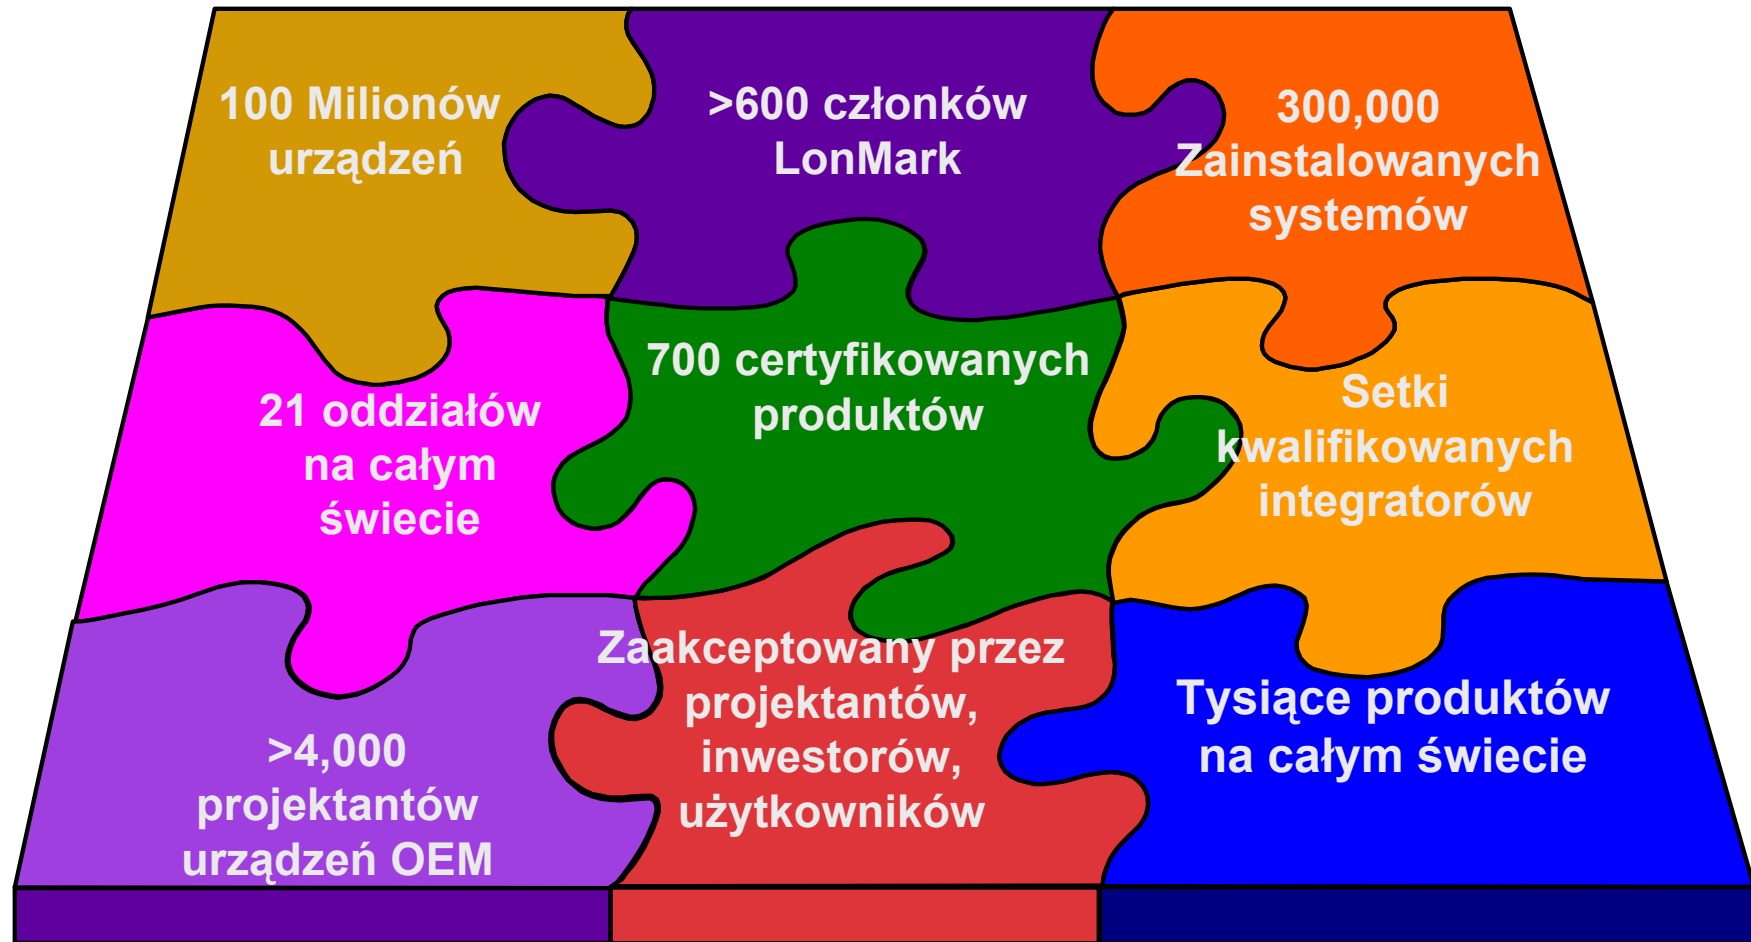 100 Milionów
urządzeń
>600 członków
LonMark
300,000
Zainstalowanych
systemów
21 oddziałów
na całym
świecie
700 certyfikowanych
produktów
Setki
kwalifikowanych
integratorów
>4,000
projektantów
urządzeń OEM
Zaakceptowany przez
projektantów,
inwestorów,
użytkowników
Tysiące produktów
na całym świecie